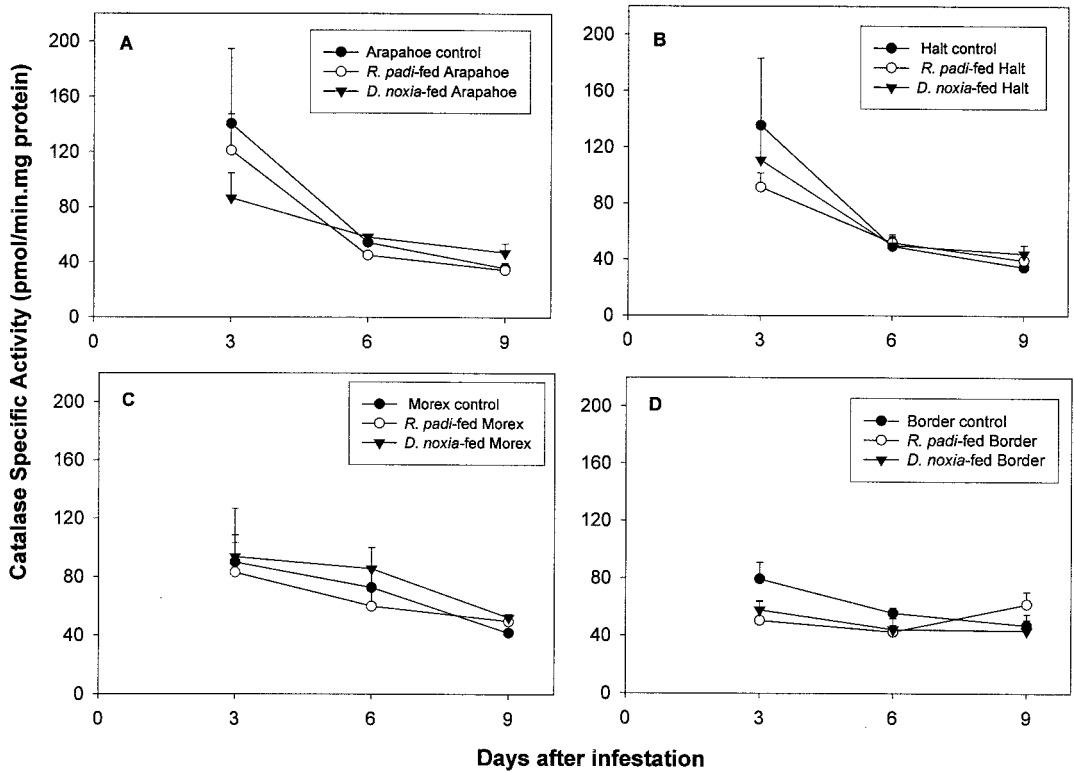 Catalase Specific Activity (pmol/min.mg protein)
A
Arapahoe control
R. padi-fed Arapahoe
D. noxia-fed Arapahoe
200
160
120
80
40
0
0 3 6 9
B
Halt control
R. padi-fed Halt
D. noxia-fed Halt
200
160
120
80
40
0
0 3 6 9
C
Morex control
R. padi-fed Morex
D. noxia-fed Morex
200
160
120
80
40
0
0 3 6 9
D
Border control
R. padi-fed Border
D. noxia-fed Border
200
160
120
80
40
0
0 3 6 9
Days after infestation